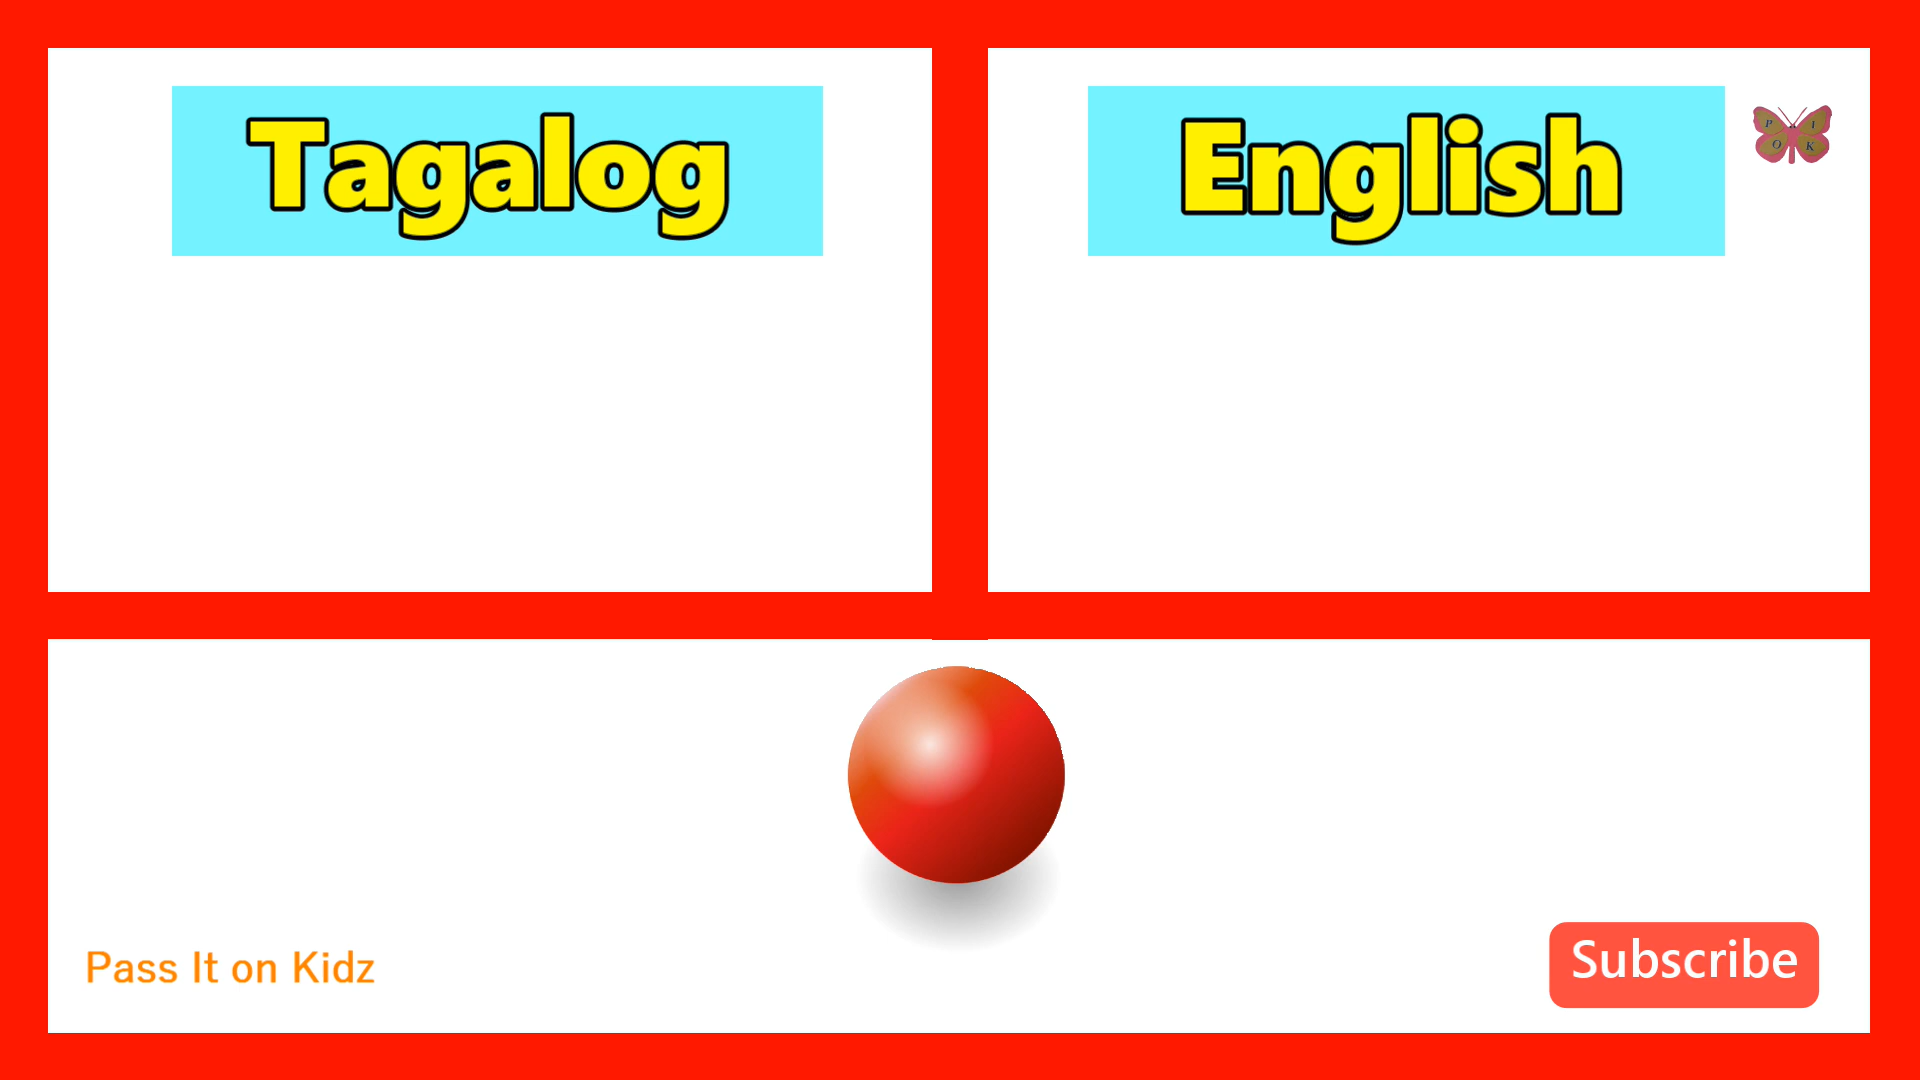 Tagalog
English
P A
O K
Pass It on Kidz
Subscribe